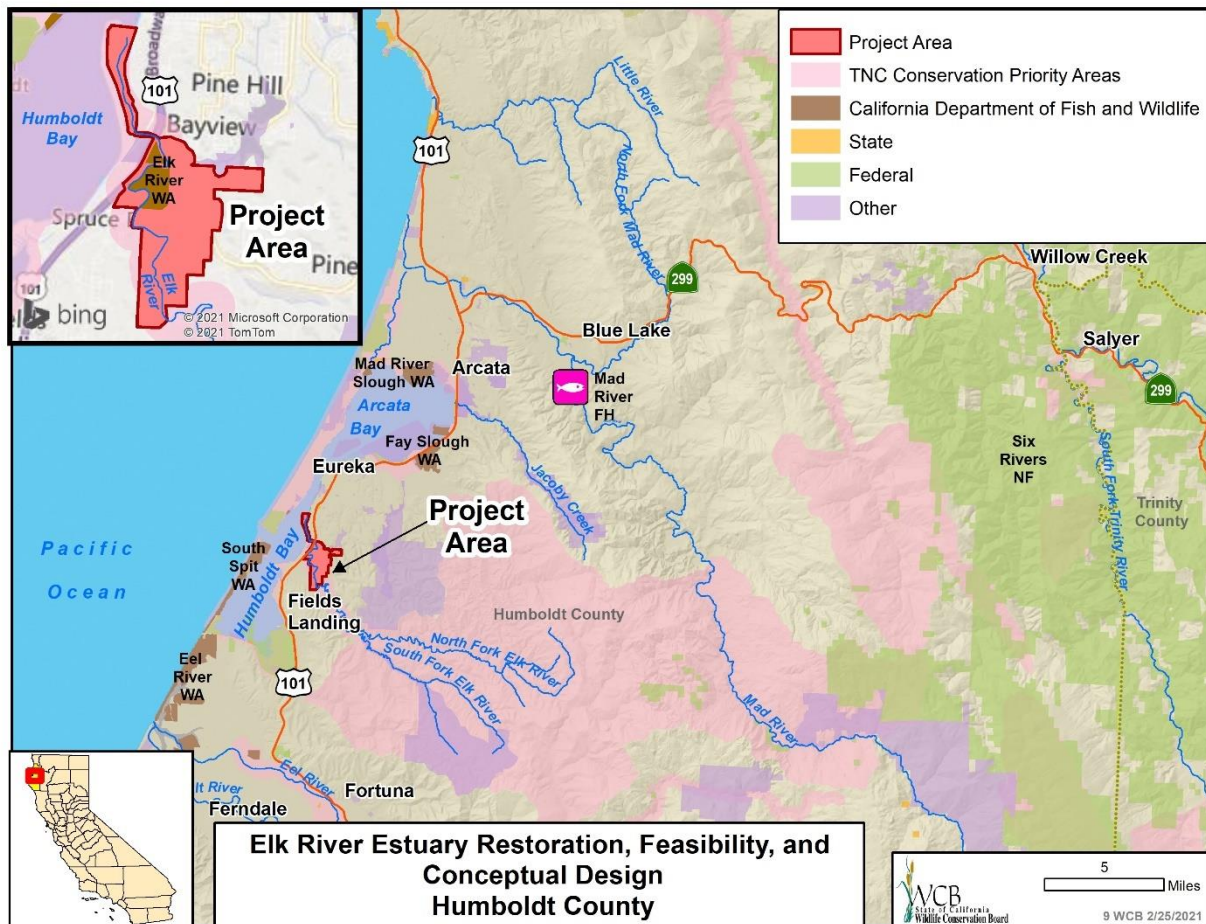 Broadway
101
Pine Hill
Bayview
Humboldt
Bay
Elk
River
WA
Spruce
Project
Area
Pine
Elk
River
101
bing
© 2021 Microsoft Corporation
© 2021 TomTom
Project Area
TNC Conservation Priority Areas
California Department of Fish and Wildlife
State
Federal
Other
Little River
North Fork Mad River
101
299
Willow Creek
Blue Lake
Salyer
299
Mad River
Slough WA
Arcata
Mad
River
FH
Arcata
Bay
Fay Slough
WA
Eureka
Jacoby Creek
Six
Rivers
NF
South Fork Trinity River
Trinity
County
Project
Area
Pacific
Ocean
South
Spit
WA
Humboldt Bay
Fields
Landing
Humboldt County
North Fork Elk River
South Fork Elk River
Eel
River
WA
101
Mad River
Eel River
Fortuna
lt River
Ferndale
Elk River Estuary Restoration, Feasibility, and
Conceptual Design
Humboldt County
WCB
State of California
Wildlife Conservation Board
5
Miles
9 WCB 2/25/2021